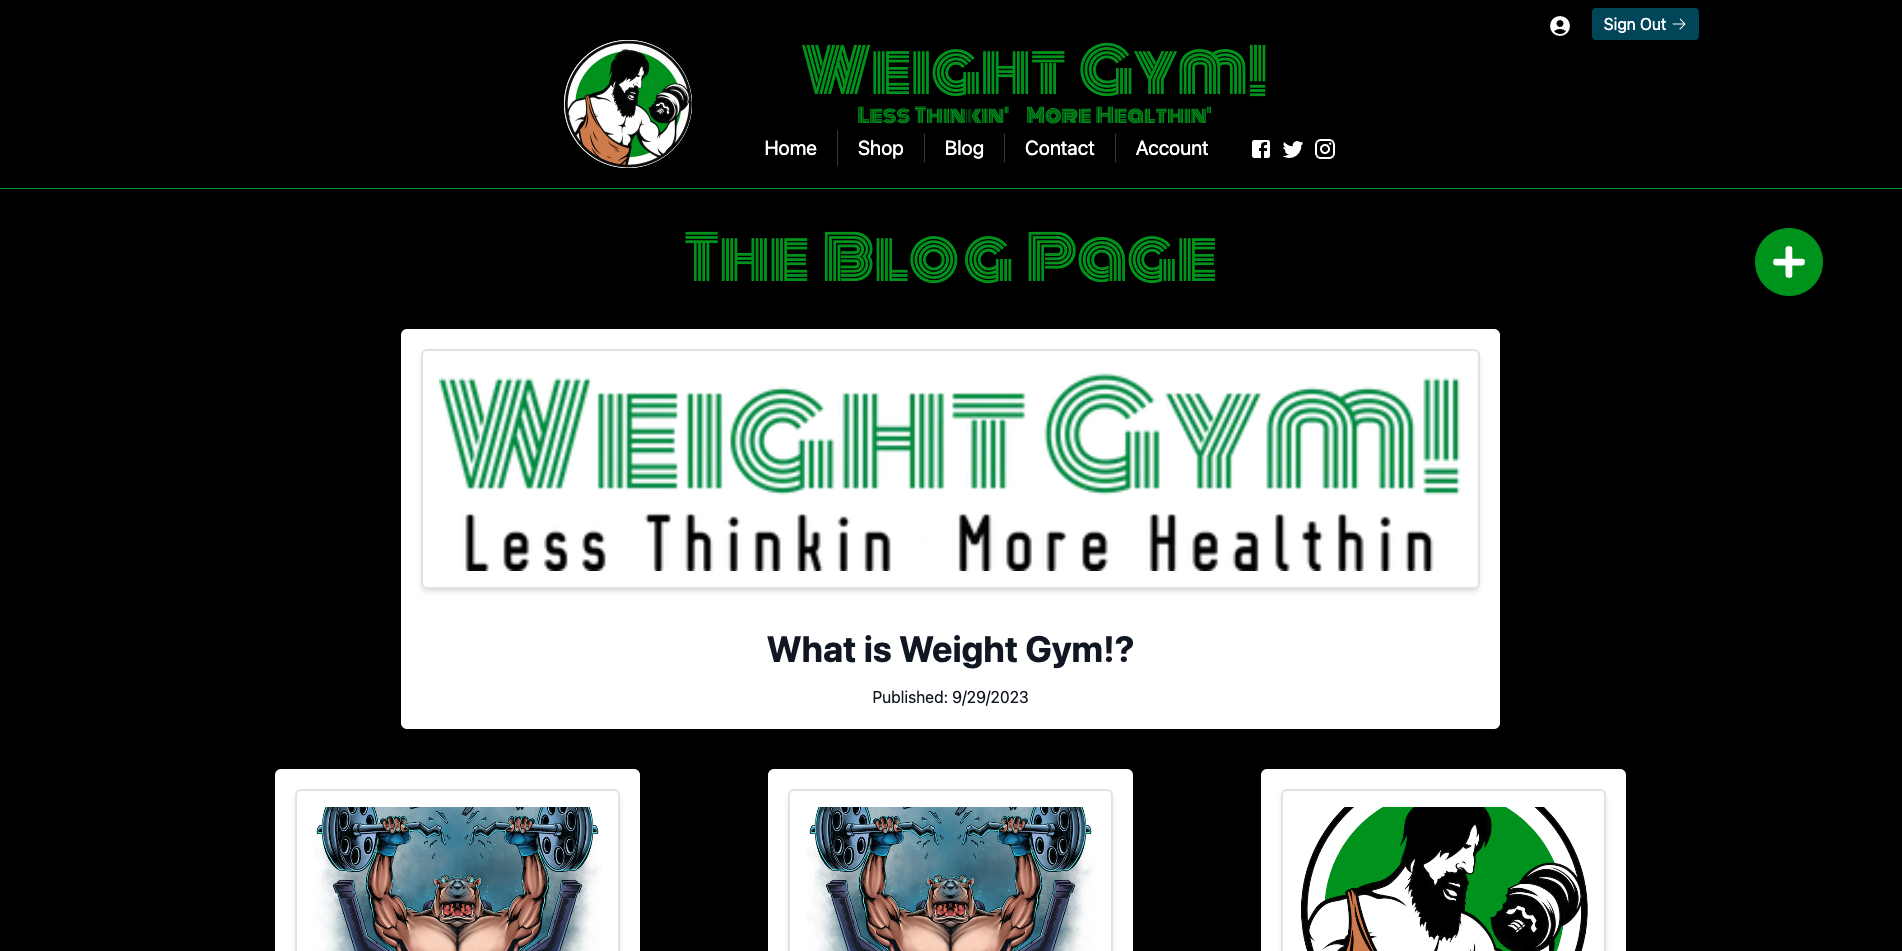 Sign Out →
Weight Gym!
Less Thinkin' More Healthin'
Home Shop Blog Contact Account
The Blog Page
Weight Gym!
Less Thinkin More Healthin
What is Weight Gym!?
Published: 9/29/2023